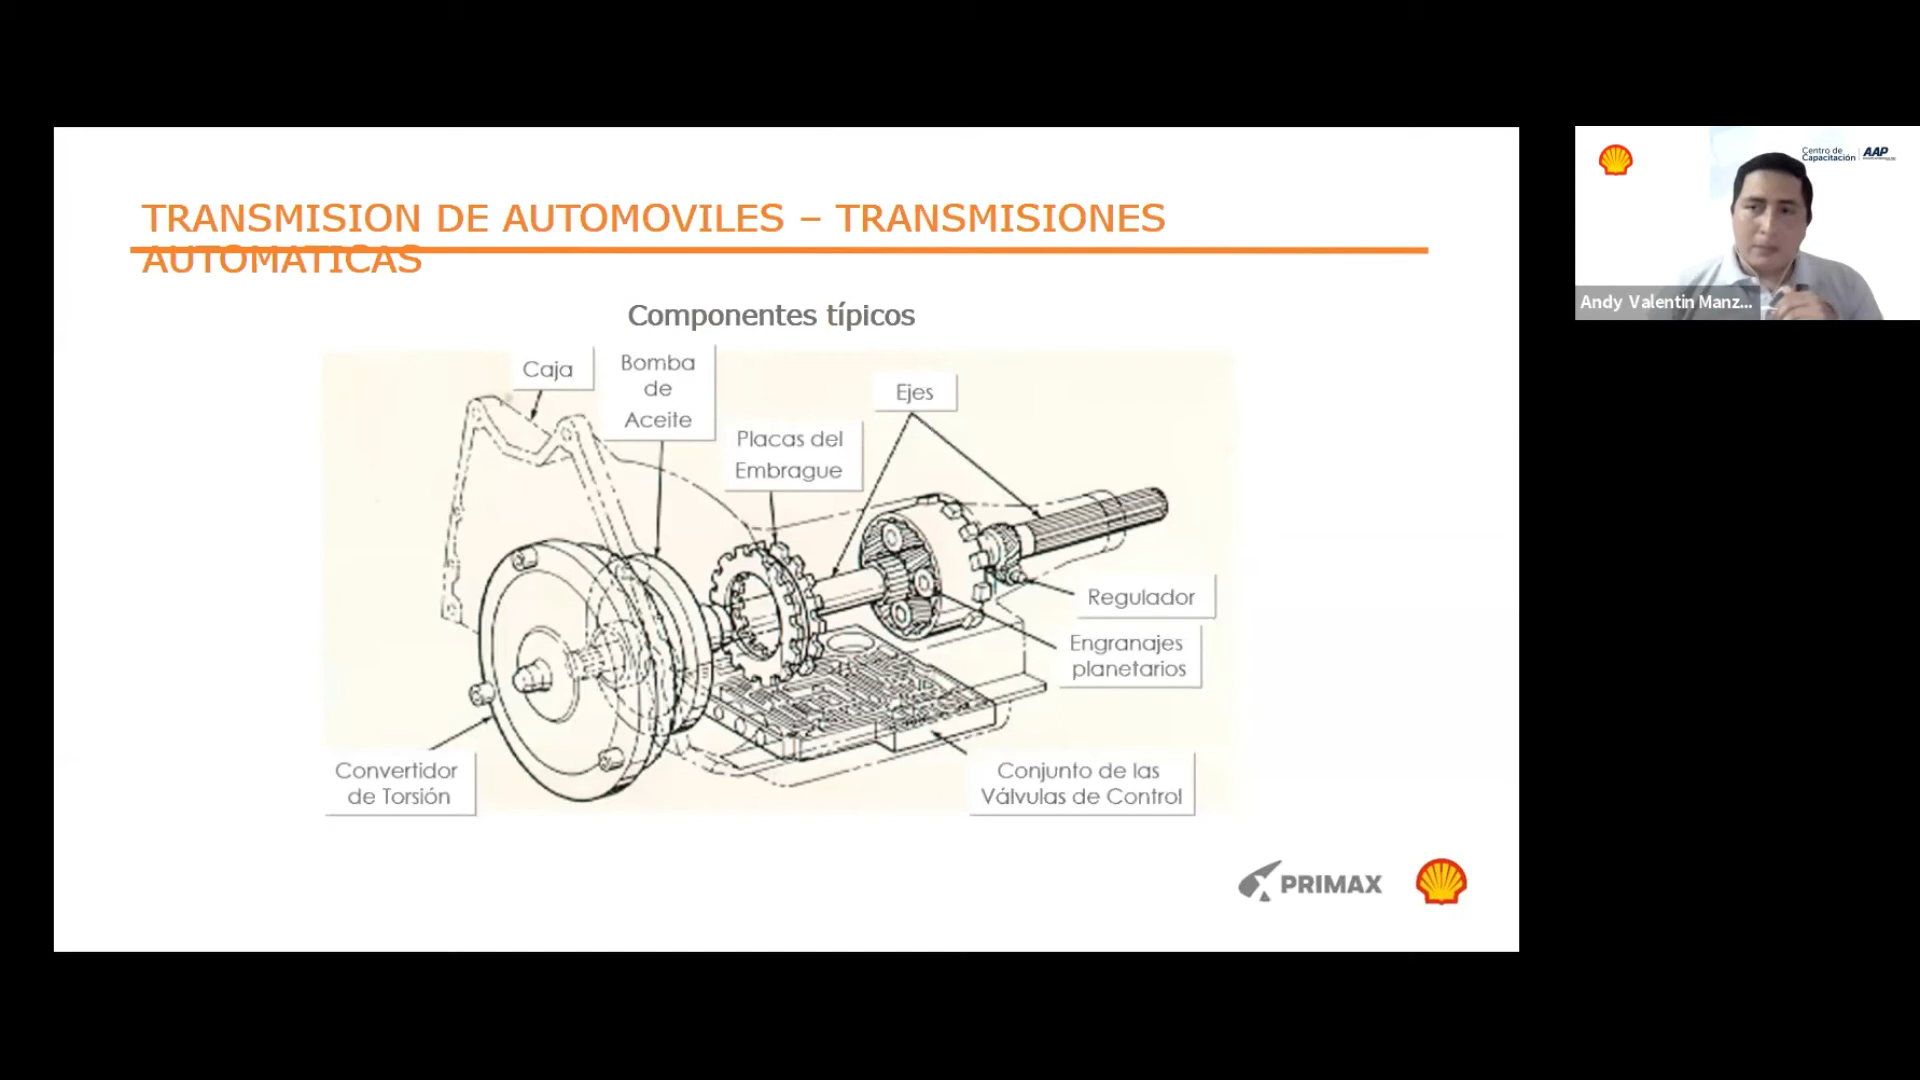 TRANSMISION DE AUTOMOVILES – TRANSMISIONES
AUTOMATICAS
Componentes típicos
Caja
Bomba
de
Aceite
Placas del
Embrague
Ejes
Regulador
Engranajes
planetarios
Convertidor
de Torsión
Conjunto de las
Válvulas de Control
PRIMAX
Centro de
Capacitación
AAP
Andy Valentin Manz...